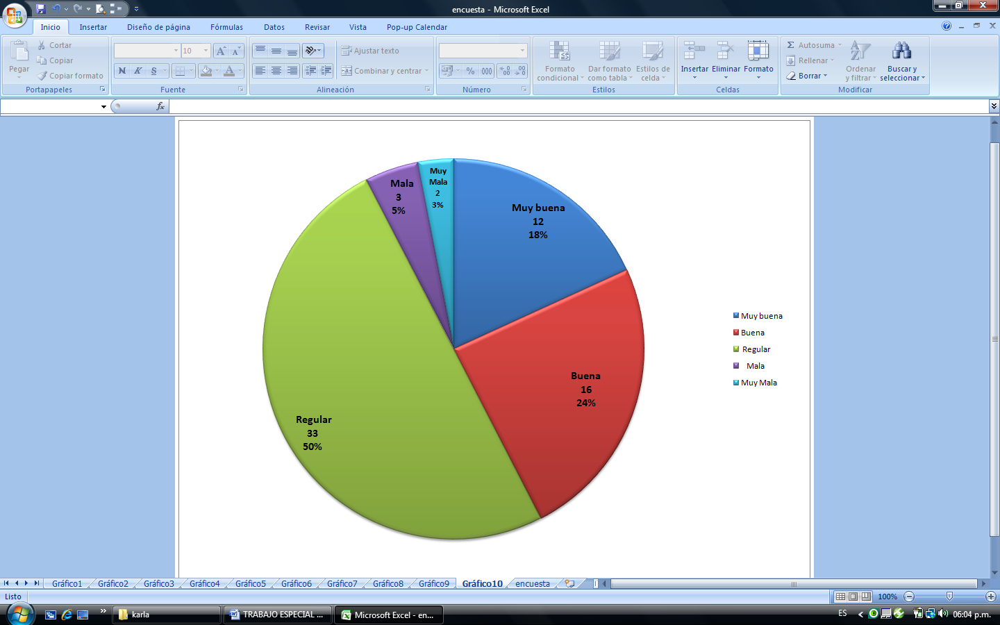 encuesta - Microsoft Excel
Inicio Insertar Diseño de página Fórmulas Datos Revisar Vista Pop-up Calendar
Pegar
Cortar
Copiar
Copiar formato
Portapapeles
10
A A
N K S
A
Fuente
Ajustar texto
Combinar y centrar
Alineación
% 000
Número
Formato condicional
Dar formato como tabla
Estilos de celda
Estilos
Insertar Eliminar Formato
Celdas
Σ Autosuma
Rellenar
Borrar
Ordenar y filtrar
Buscar y seleccionar
Modificar
fx
Muy buena
12
18%
Buena
16
24%
Regular
33
50%
Mala
3
5%
Muy
Mala
2
3%
Muy buena
Buena
Regular
Mala
Muy Mala
Gráfico1 Gráfico2 Gráfico3 Gráfico4 Gráfico5 Gráfico6 Gráfico7 Gráfico8 Gráfico9 Gráfico10 encuesta
Listo
100%
karla
TRABAJO ESPECIAL ...
Microsoft Excel - en...
ES
06:04 p.m.